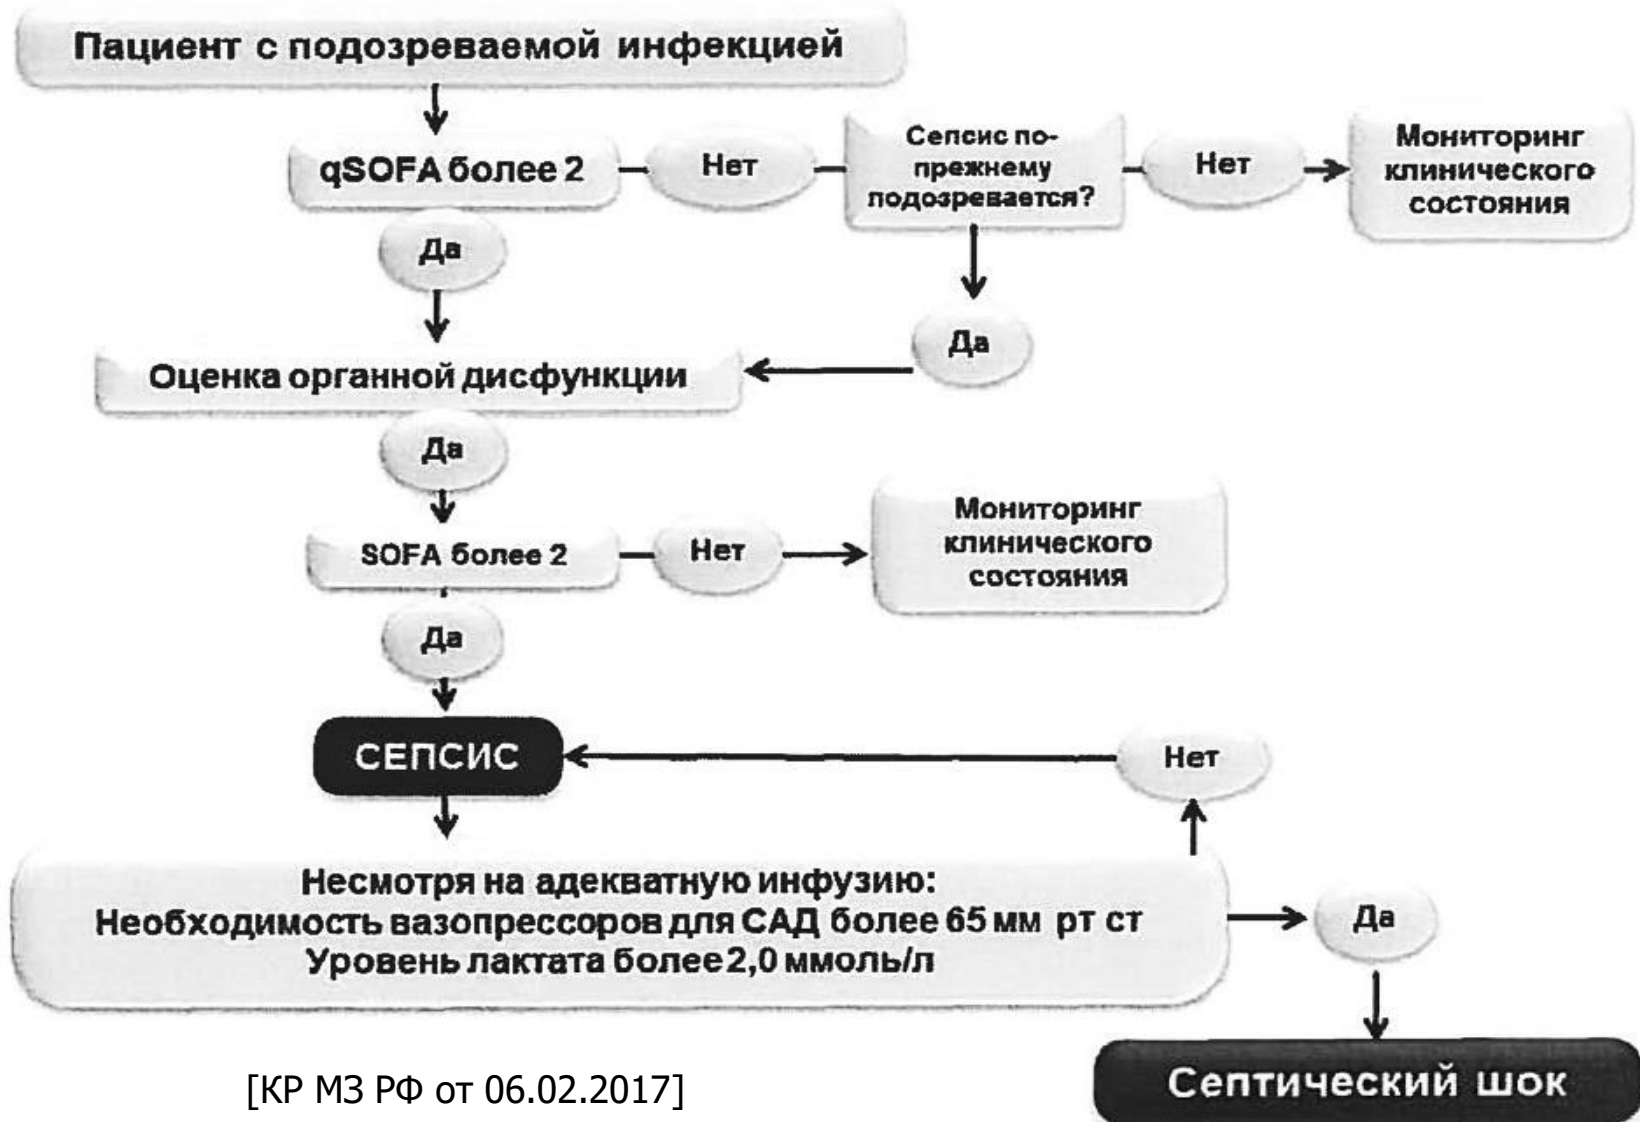 Пациент с подозреваемой инфекцией
qSOFA более 2
Нет
Сепсис по-
прежнему
подозревается?
Нет
Мониторинг
клинического
состояния
Да
Да
Оценка органной дисфункции
Да
SOFA более 2
Нет
Мониторинг
клинического
состояния
Да
СЕПСИС
Нет
Несмотря на адекватную инфузию:
Необходимость вазопрессоров для САД более 65 мм рт ст
Уровень лактата более 2,0 ммоль/л
Да
Септический шок
[КР МЗ РФ от 06.02.2017]